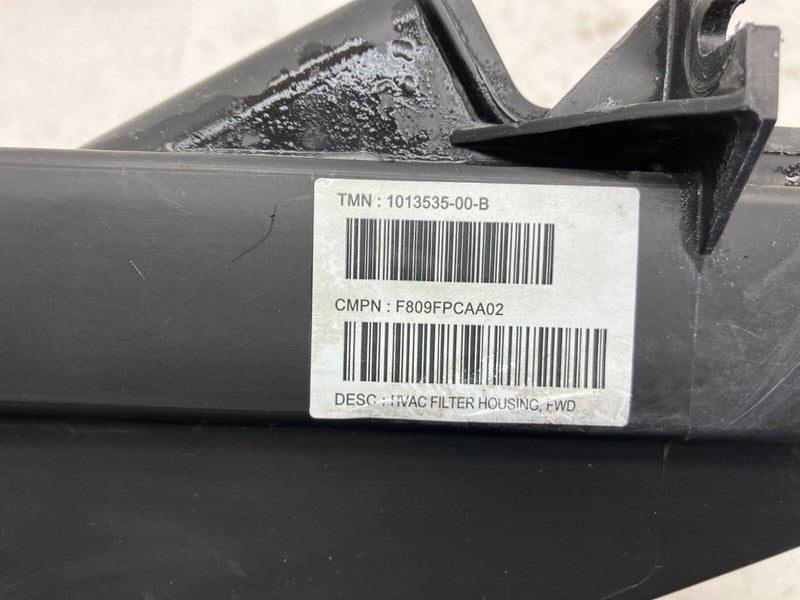 TMN : 1013535-00-B
CMPN : F809FPCAA02
DESC : HVAC FILTER HOUSING, FWD